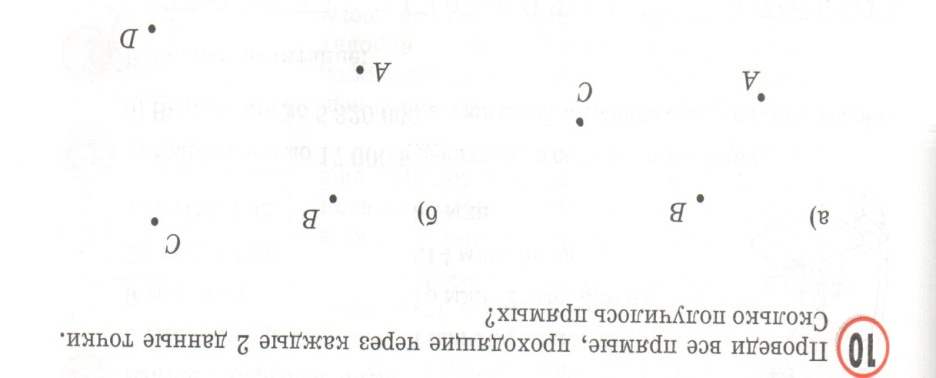 10 Проведи все прямые, проходящие через каждые 2 данные точки.
Сколько получилось прямых?
а) B
A
C
б) B
C
A
D